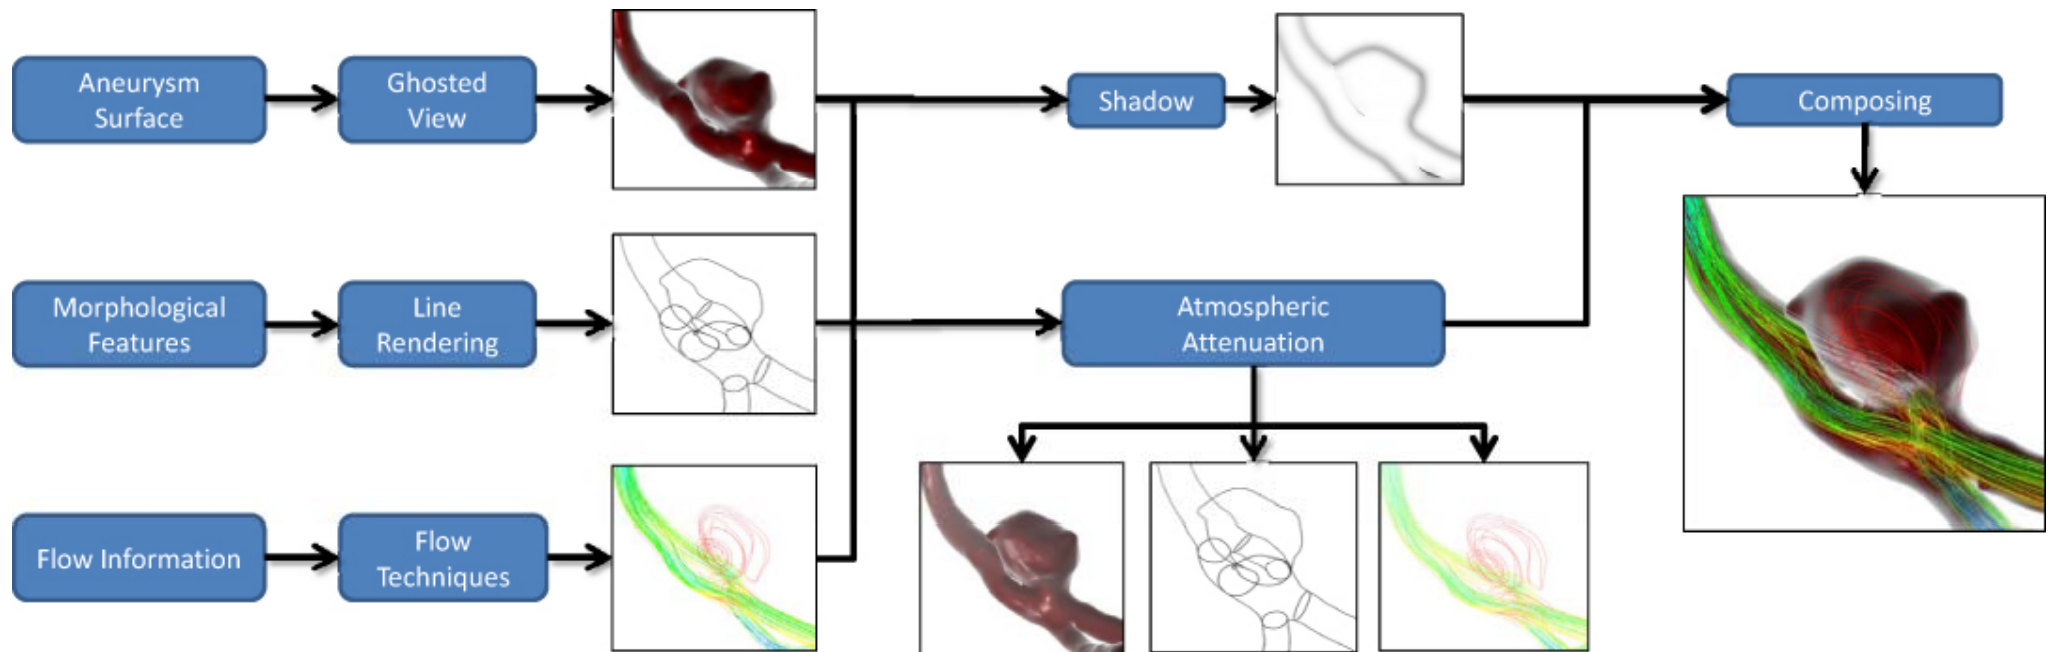 Aneurysm
Surface
Ghosted
View
Shadow
Composing
Morphological
Features
Line
Rendering
Atmospheric
Attenuation
Flow Information
Flow
Techniques